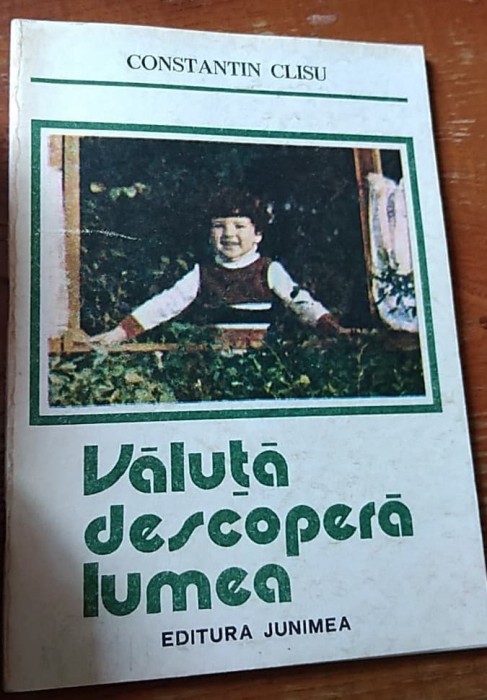 CONSTANTIN CLISU
Văluță
descoperă
lumea
EDITURA JUNIMEA